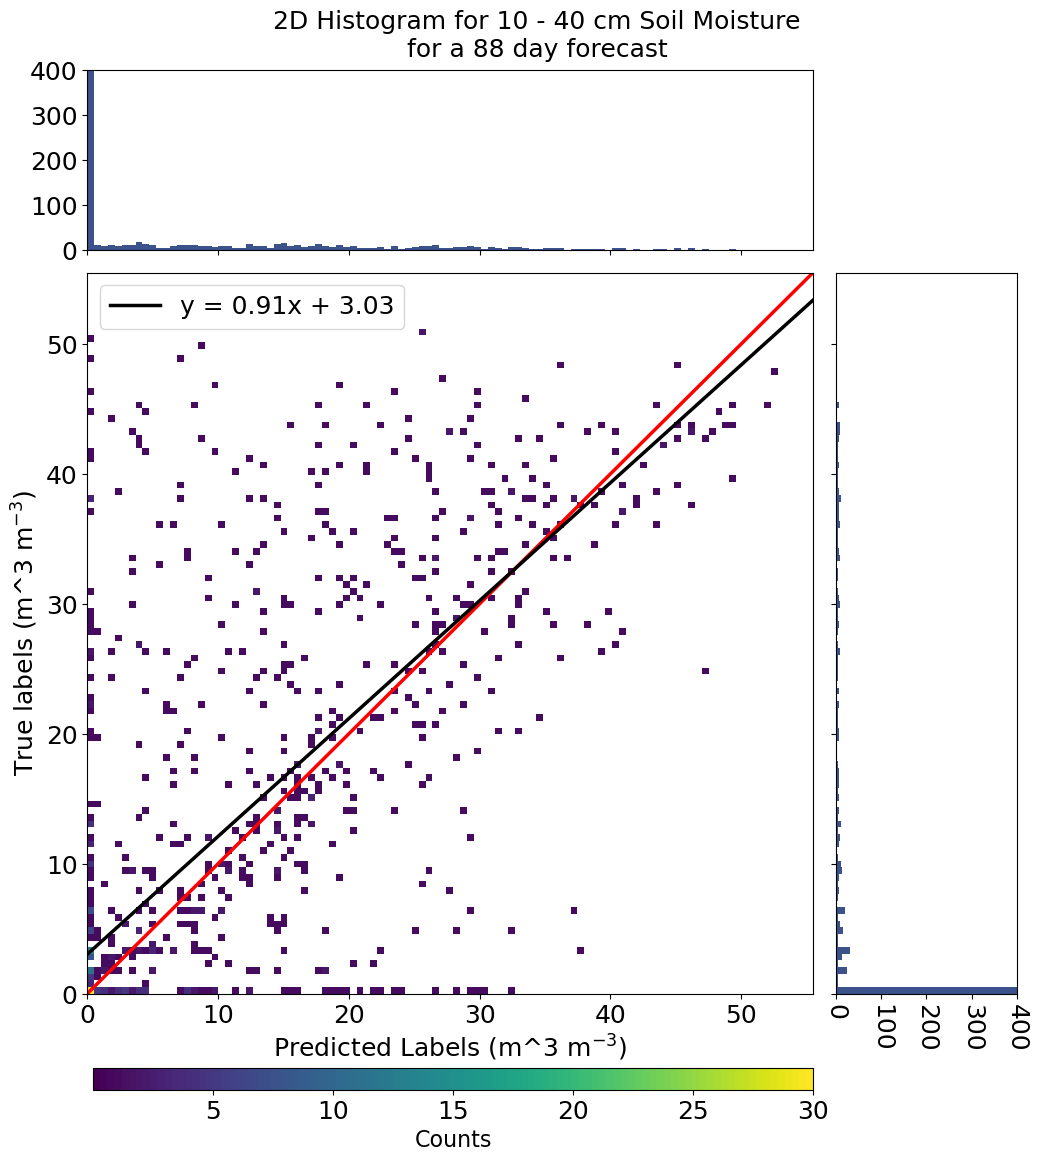 2D Histogram for 10 - 40 cm Soil Moisture
for a 88 day forecast
400
300
200
100
0
y = 0.91x + 3.03
50
40
30
20
10
0
True labels (m^3 m⁻³)
0 10 20 30 40 50
Predicted Labels (m^3 m⁻³)
0 100 200 300 400
5 10 15 20 25 30
Counts